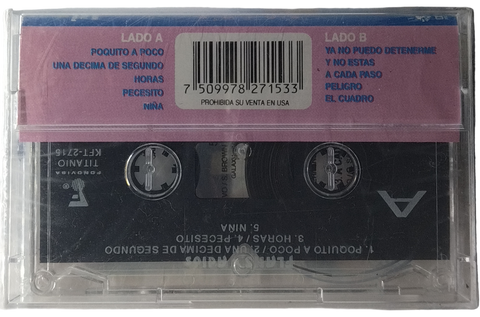 LADO A
POQUITO A POCO
UNA DECIMA DE SEGUNDO
HORAS
PECESITO
NIÑA
7 509978 271533
PROHIBIDA SU VENTA EN USA
LADO B
YA NO PUEDO DETENERME
Y NO ESTAS
A CADA PASO
PELIGRO
EL CUADRO
A
FONOVISA
TITANIO
KFT-2716
1. POQUITO A POCO / 2. UNA DECIMA DE SEGUNDO
3. HORAS / 4. PECESITO
5. NIÑA